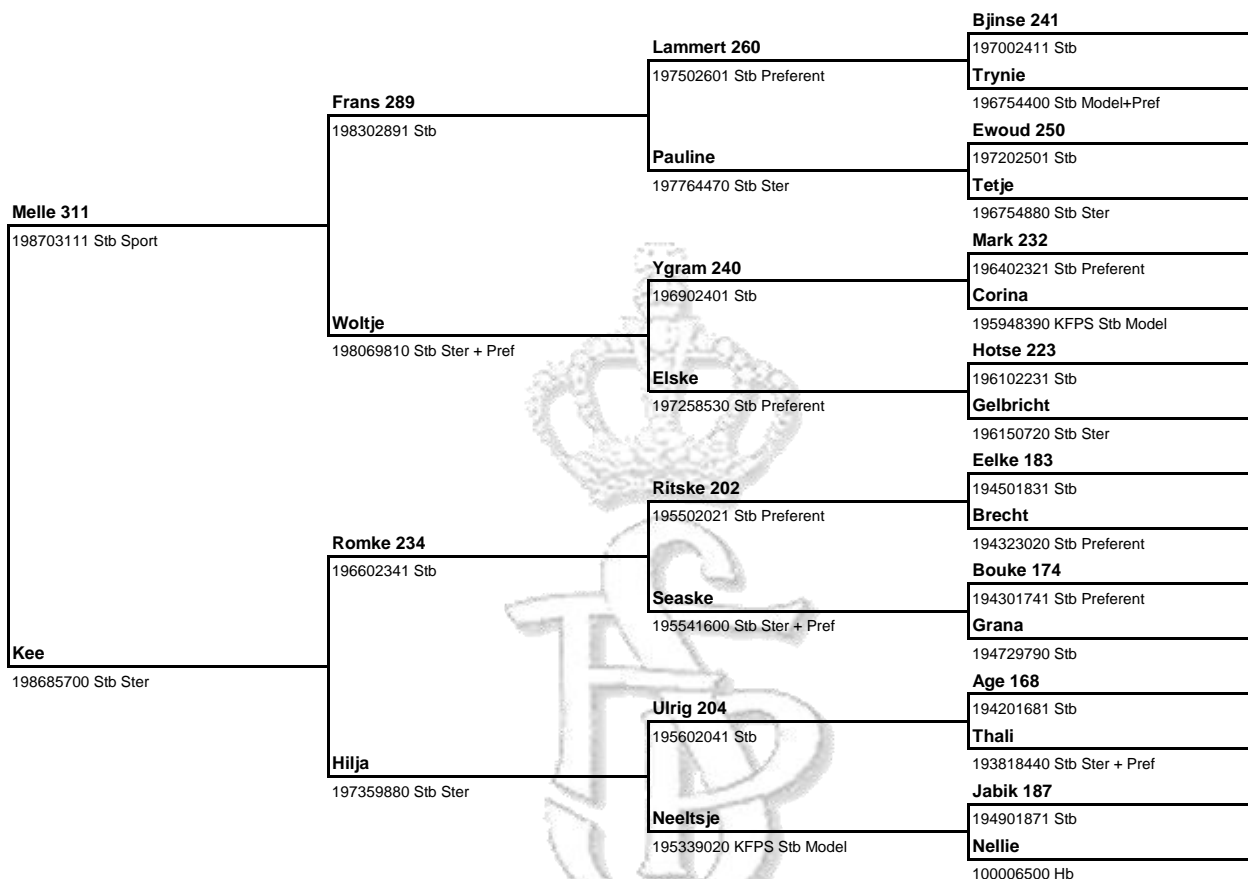 Melle 311
198703111 Stb Sport
Kee
198685700 Stb Ster
Frans 289
198302891 Stb
Woltje
198069810 Stb Ster + Pref
Romke 234
196602341 Stb
Hilja
197359880 Stb Ster
Lammert 260
197502601 Stb Preferent
Pauline
197764470 Stb Ster
Ygram 240
196902401 Stb
Elske
197258530 Stb Preferent
Ritske 202
195502021 Stb Preferent
Seaske
195541600 Stb Ster + Pref
Ulrig 204
195602041 Stb
Neeltsje
195339020 KFPS Stb Model
Bjinse 241
197002411 Stb
Trynie
196754400 Stb Model+Pref
Ewoud 250
197202501 Stb
Tetje
196754880 Stb Ster
Mark 232
196402321 Stb Preferent
Corina
195948390 KFPS Stb Model
Hotse 223
196102231 Stb
Gelbricht
196150720 Stb Ster
Eelke 183
194501831 Stb
Brecht
194323020 Stb Preferent
Bouke 174
194301741 Stb Preferent
Grana
194729790 Stb
Age 168
194201681 Stb
Thali
193818440 Stb Ster + Pref
Jabik 187
194901871 Stb
Nellie
100006500 Hb